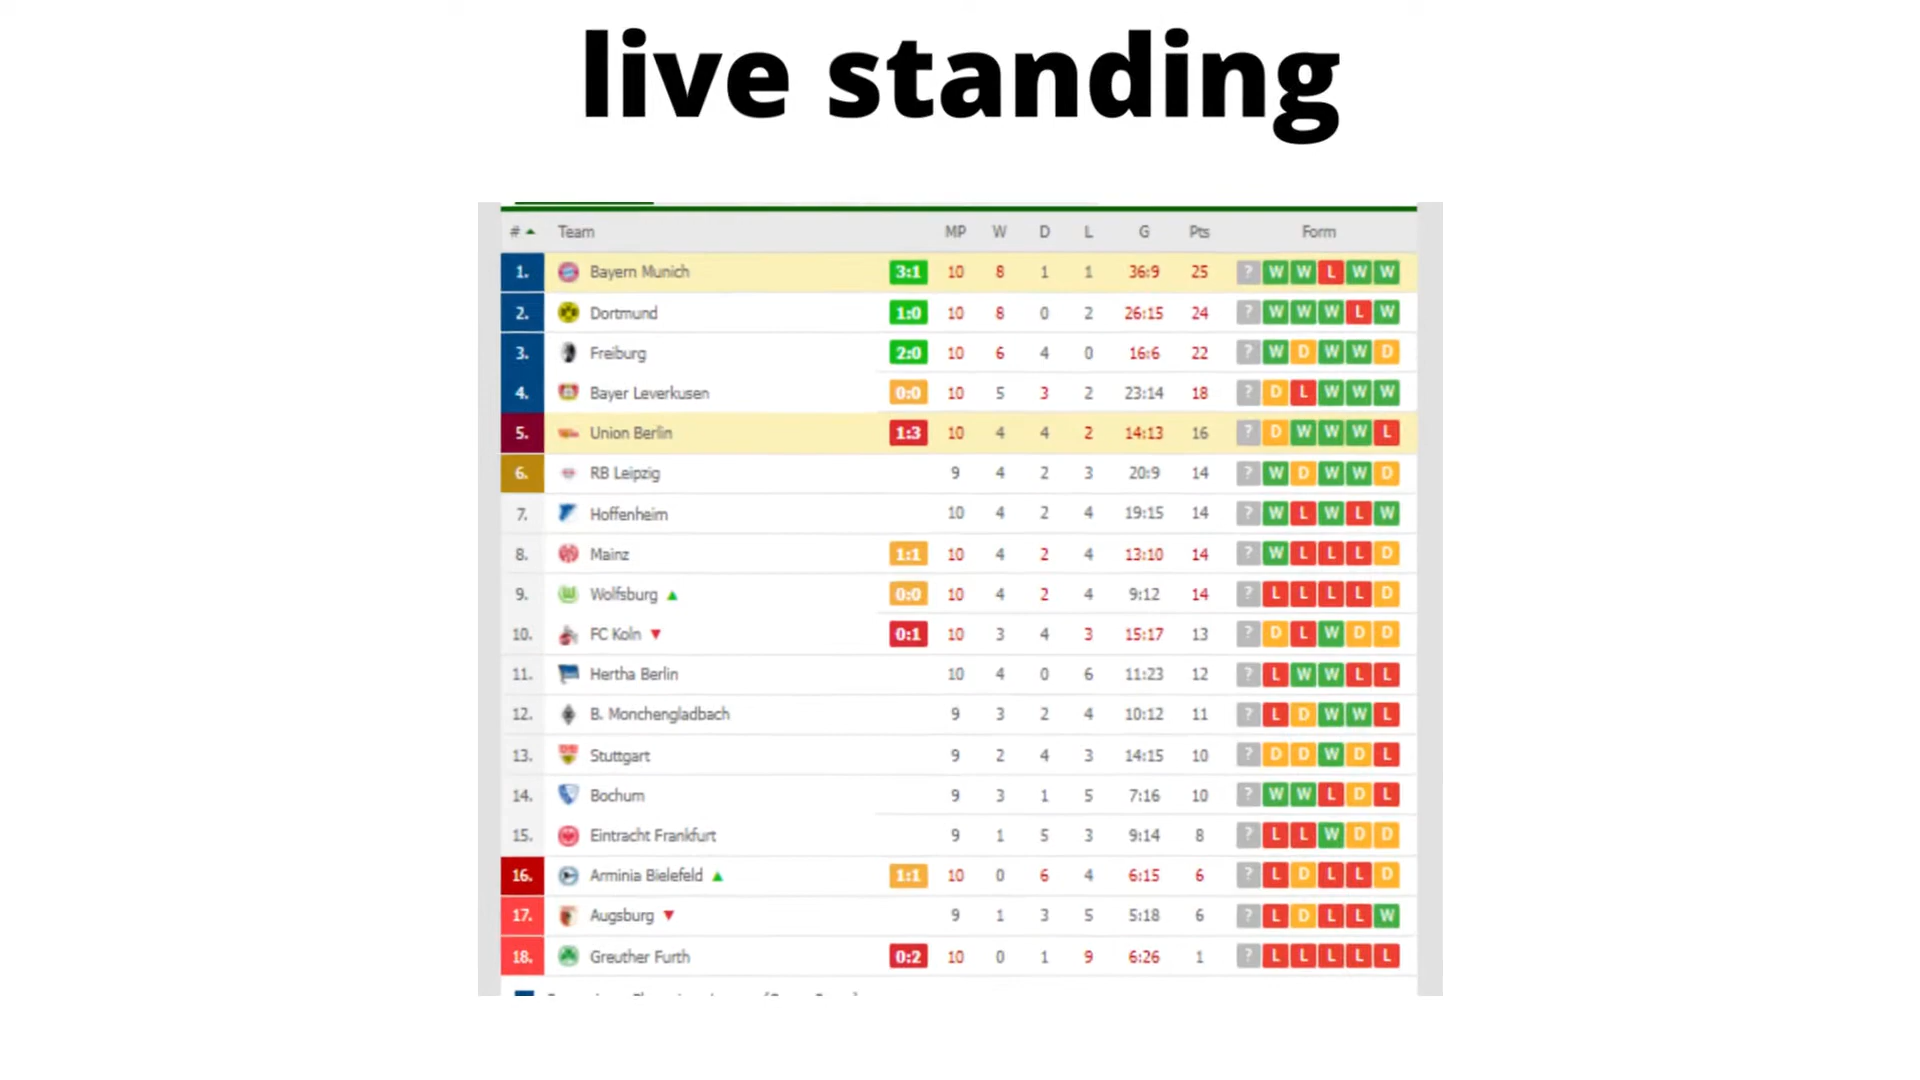 live standing
# Team MP W D L G Pts Form
1. Bayern Munich 3:1 10 8 1 1 36:9 25 ? W W L W W
2. Dortmund 1:0 10 8 0 2 26:15 24 ? W W W L W
3. Freiburg 2:0 10 6 4 0 16:6 22 ? W D W W D
4. Bayer Leverkusen 0:0 10 5 3 2 23:14 18 ? D L W W W
5. Union Berlin 1:3 10 4 4 2 14:13 16 ? D W W W L
6. RB Leipzig 9 4 2 3 20:9 14 ? W D W W D
7. Hoffenheim 10 4 2 4 19:15 14 ? W L W L W
8. Mainz 1:1 10 4 2 4 13:10 14 ? W L L L D
9. Wolfsburg 0:0 10 4 2 4 9:12 14 ? L L L L D
10. FC Koln 0:1 10 3 4 3 15:17 13 ? D L W D D
11. Hertha Berlin 10 4 0 6 11:23 12 ? L W W L L
12. B. Monchengladbach 9 3 2 4 10:12 11 ? L D W W L
13. Stuttgart 9 2 4 3 14:15 10 ? D D W D L
14. Bochum 9 3 1 5 7:16 10 ? W W L D L
15. Eintracht Frankfurt 9 1 5 3 9:14 8 ? L L W D D
16. Arminia Bielefeld 1:1 10 0 6 4 6:15 6 ? L D L L D
17. Augsburg 9 1 3 5 5:18 6 ? L D L L W
18. Greuther Furth 0:2 10 0 1 9 6:26 1 ? L L L L L